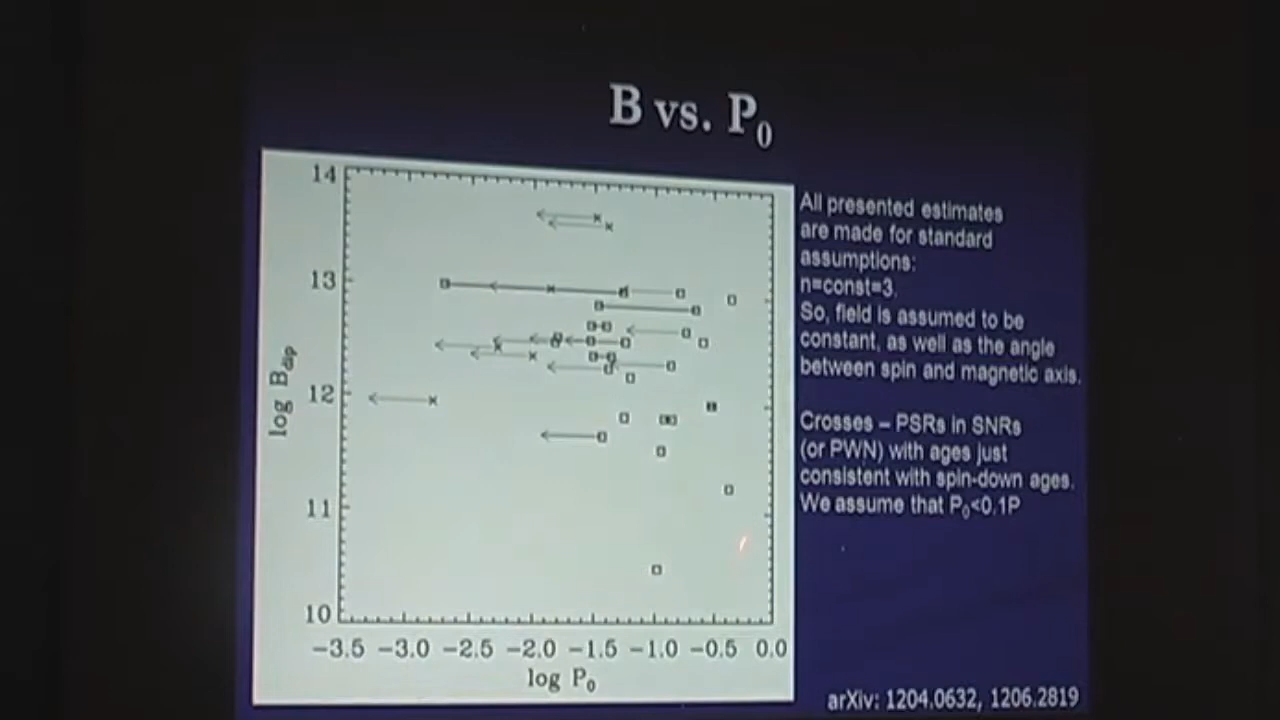 B vs. P₀
14
13
12
11
10
log B_dip
−3.5 −3.0 −2.5 −2.0 −1.5 −1.0 −0.5 0.0
log P₀
All presented estimates
are made for standard
assumptions:
n=const=3.
So, field is assumed to be
constant, as well as the angle
between spin and magnetic axis.
Crosses – PSRs in SNRs
(or PWN) with ages just
consistent with spin-down ages.
We assume that P₀<0.1P
arXiv: 1204.0632, 1206.2819